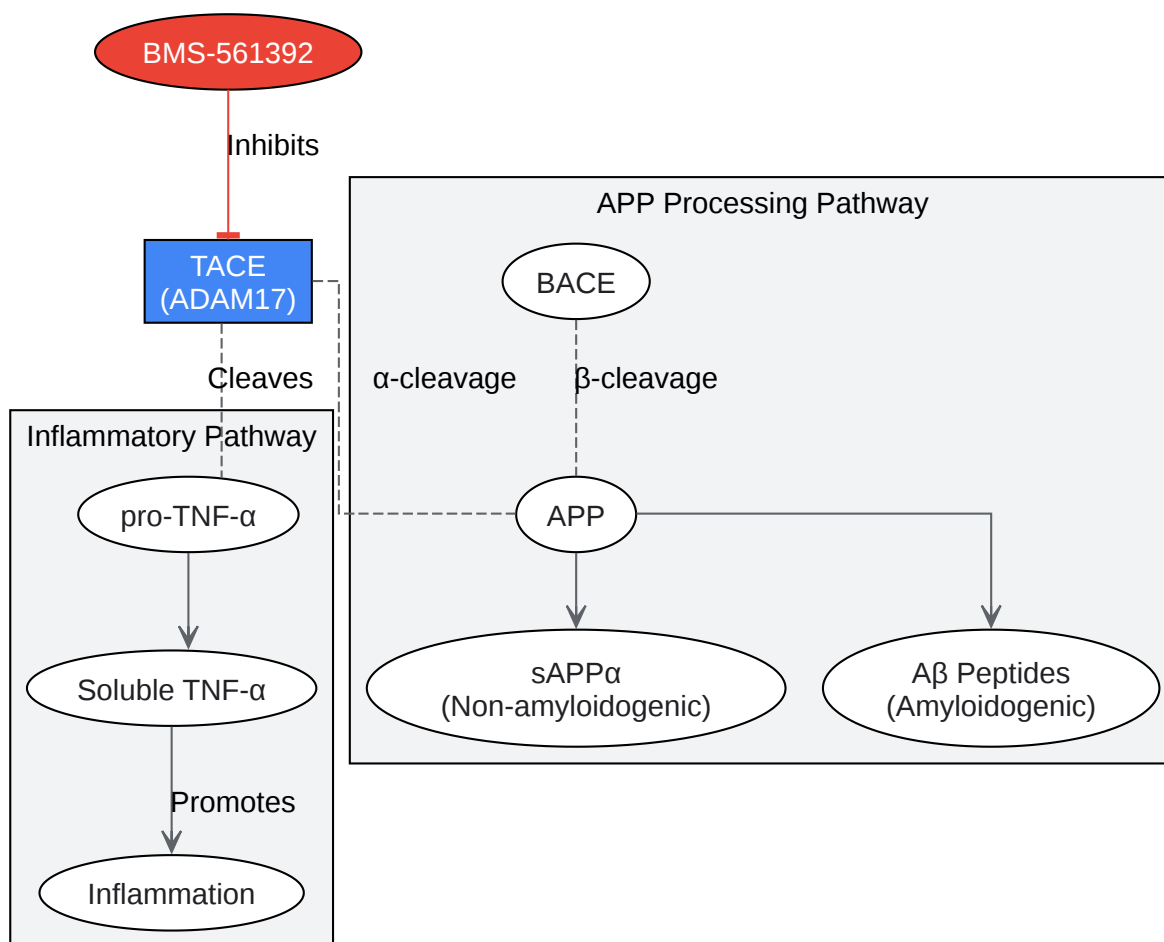 BMS-561392
Inhibits
APP Processing Pathway
TACE
(ADAM17)
BACE
Cleaves
α-cleavage
β-cleavage
Inflammatory Pathway
pro-TNF-α
APP
Soluble TNF-α
sAPPα
(Non-amyloidogenic)
Aβ Peptides
(Amyloidogenic)
Promotes
Inflammation